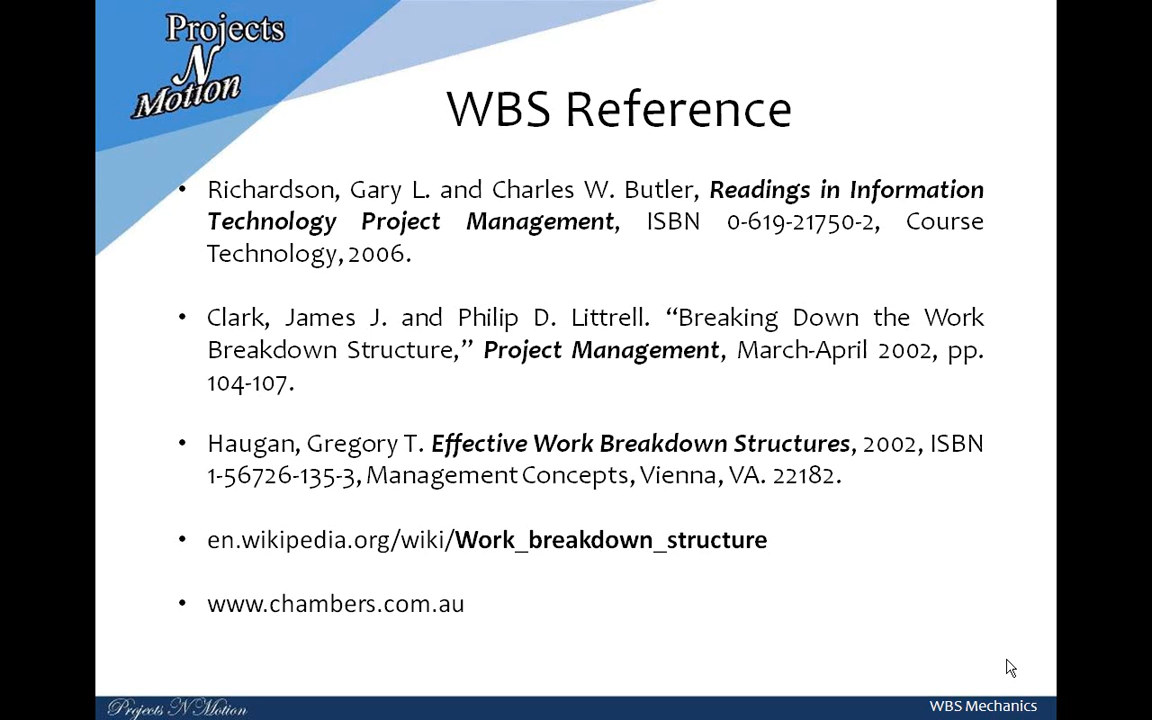 Projects
N
Motion
WBS Reference
• Richardson, Gary L. and Charles W. Butler, Readings in Information
Technology Project Management, ISBN 0-619-21750-2, Course
Technology, 2006.
• Clark, James J. and Philip D. Littrell. “Breaking Down the Work
Breakdown Structure,” Project Management, March-April 2002, pp.
104-107.
• Haugan, Gregory T. Effective Work Breakdown Structures, 2002, ISBN
1-56726-135-3, Management Concepts, Vienna, VA. 22182.
• en.wikipedia.org/wiki/Work_breakdown_structure
• www.chambers.com.au
Projects N Motion
WBS Mechanics